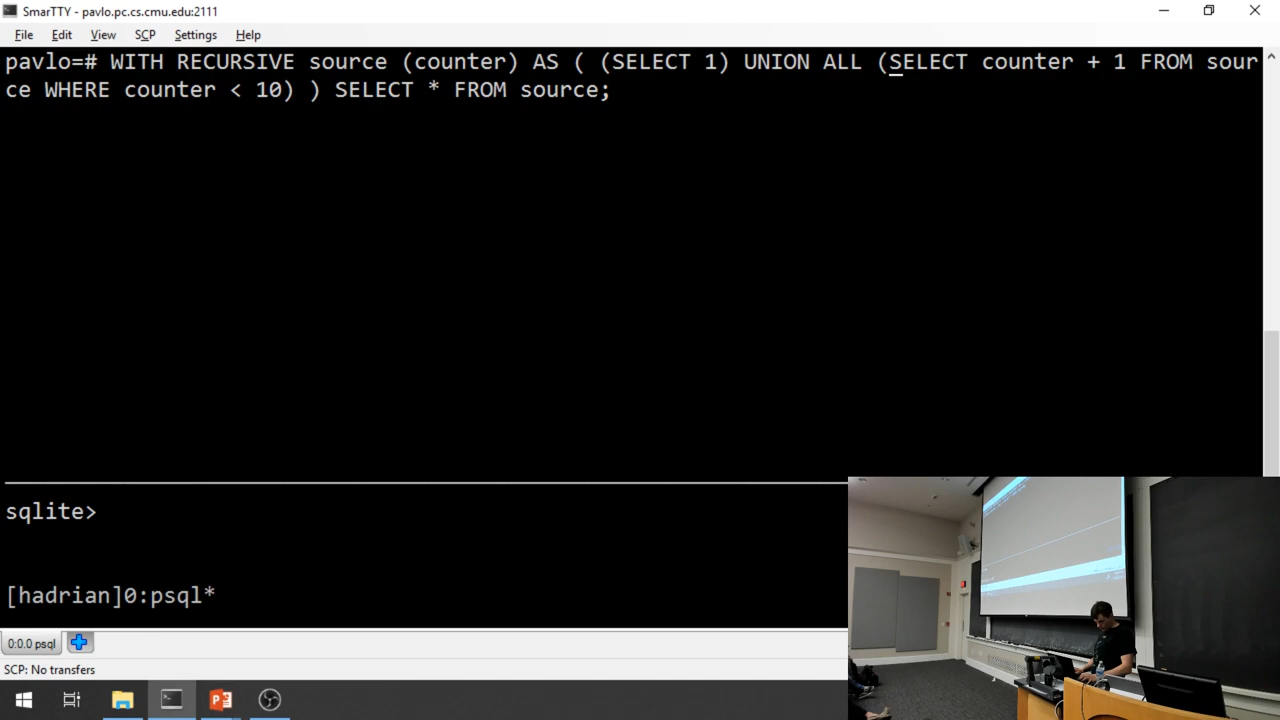 SmarTTY - pavlo.pc.cs.cmu.edu:2111
File Edit View SCP Settings Help
pavlo=# WITH RECURSIVE source (counter) AS ( (SELECT 1) UNION ALL (SELECT counter + 1 FROM sour
ce WHERE counter < 10) ) SELECT * FROM source;
sqlite>
[hadrian]0:psql*
0:0.0 psql
SCP: No transfers